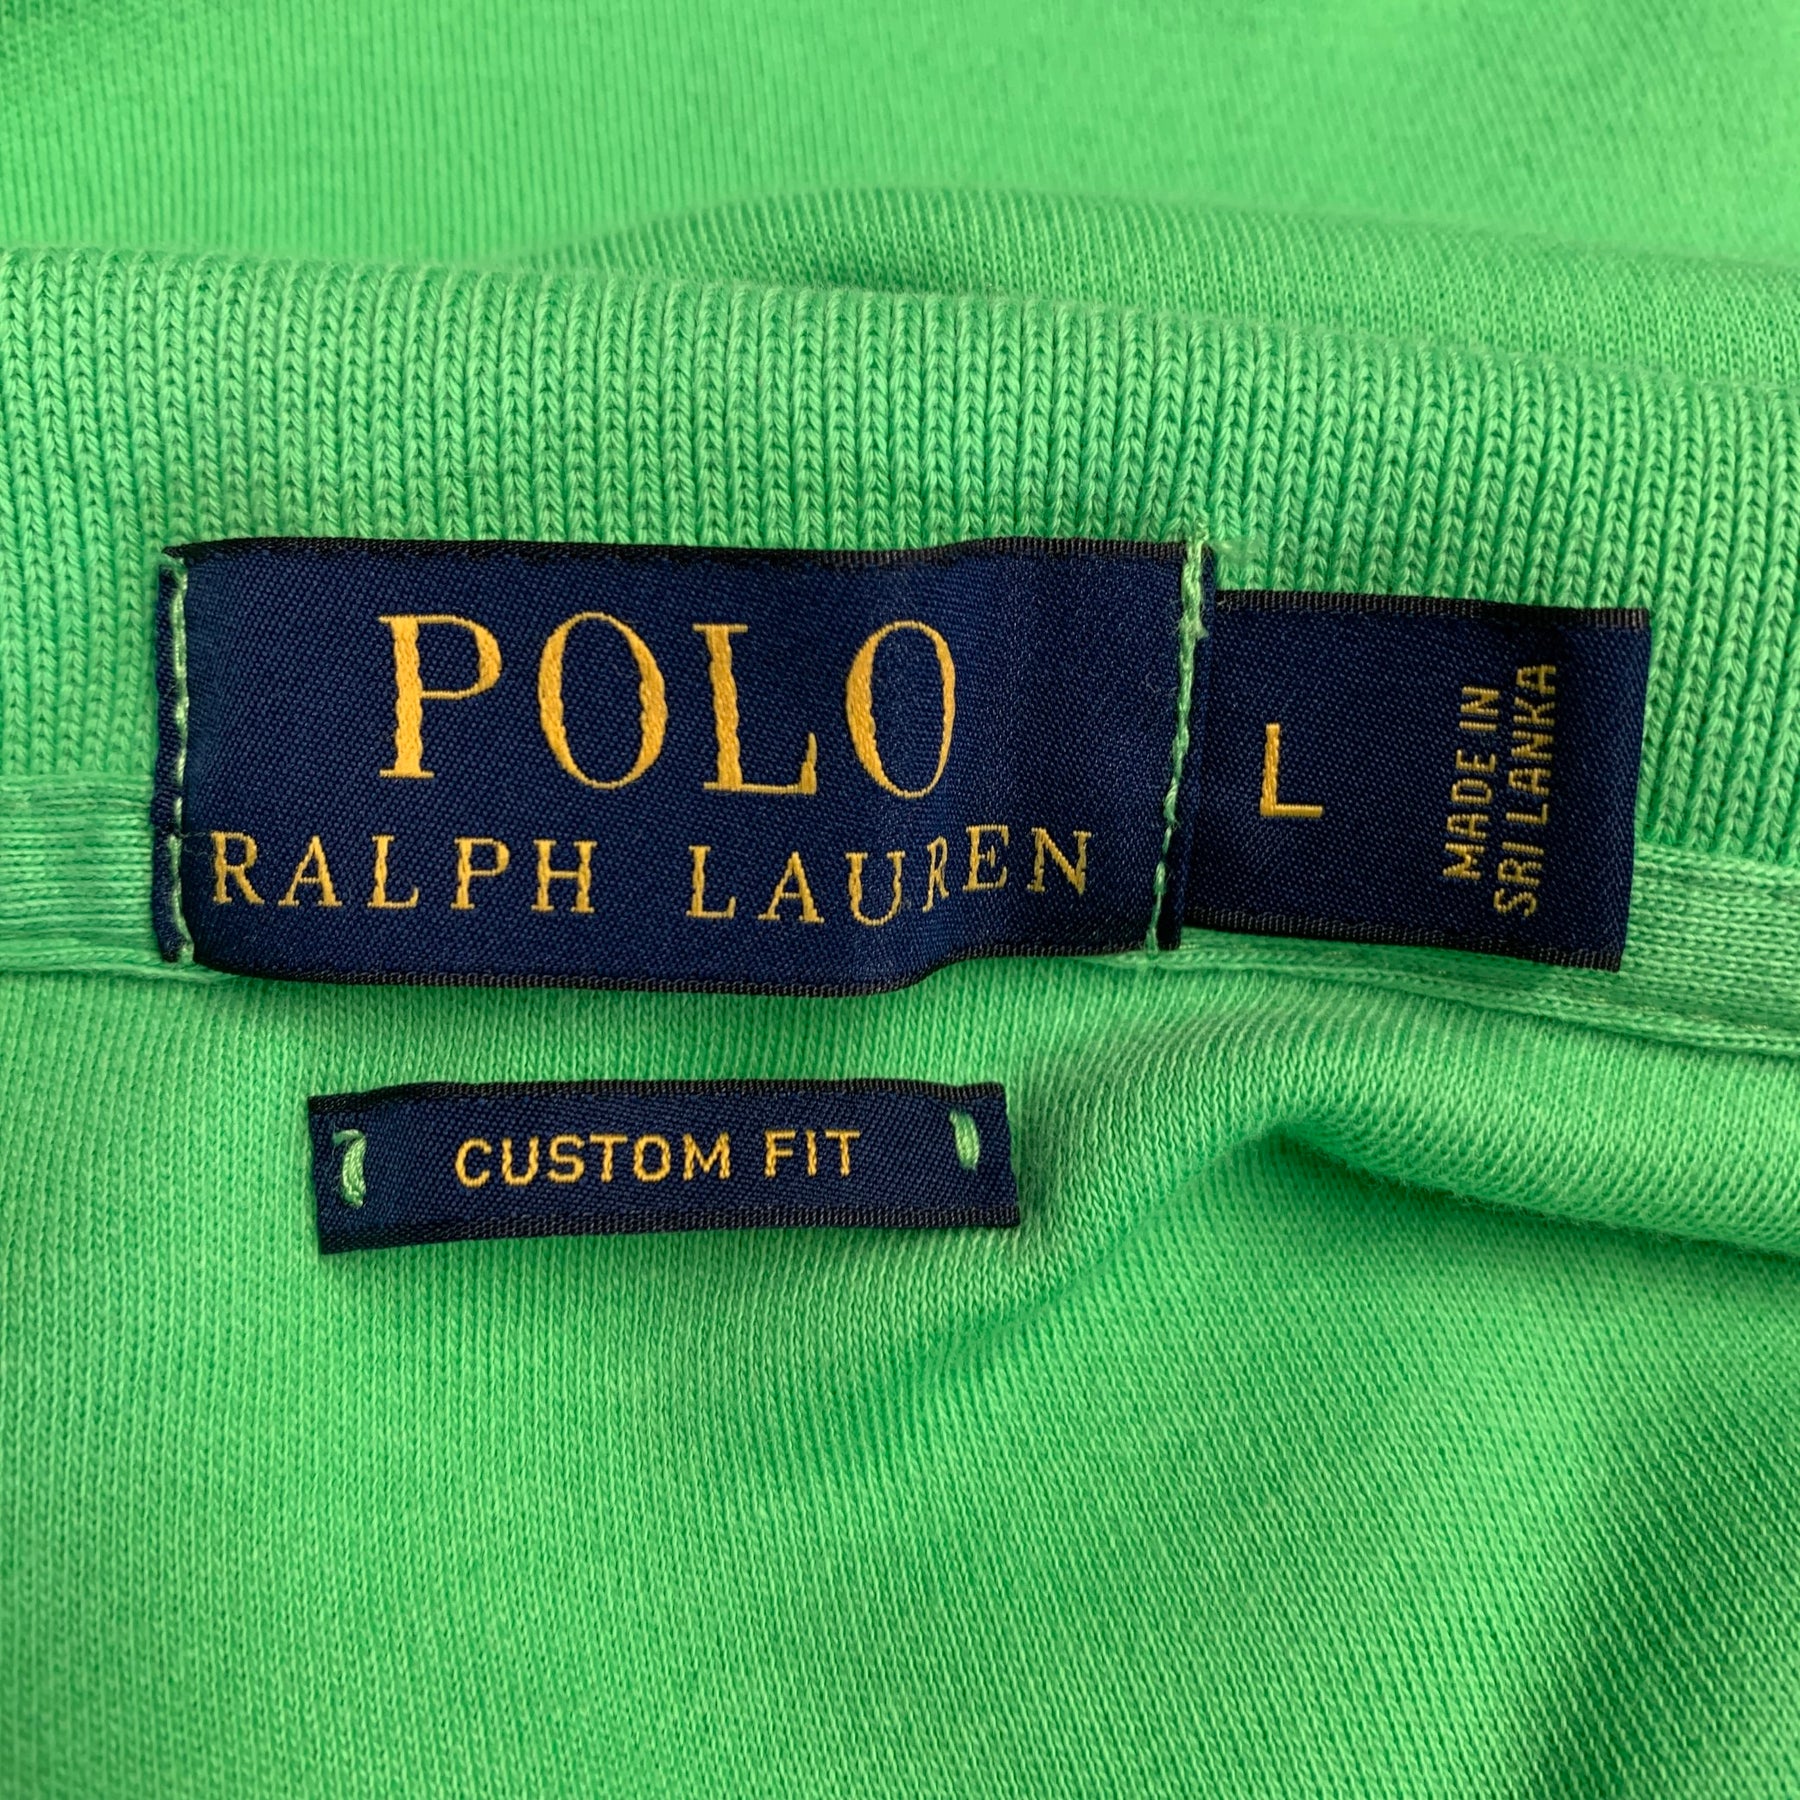 POLO
RALPH LAUREN
L
MADE IN
SRI LANKA
CUSTOM FIT